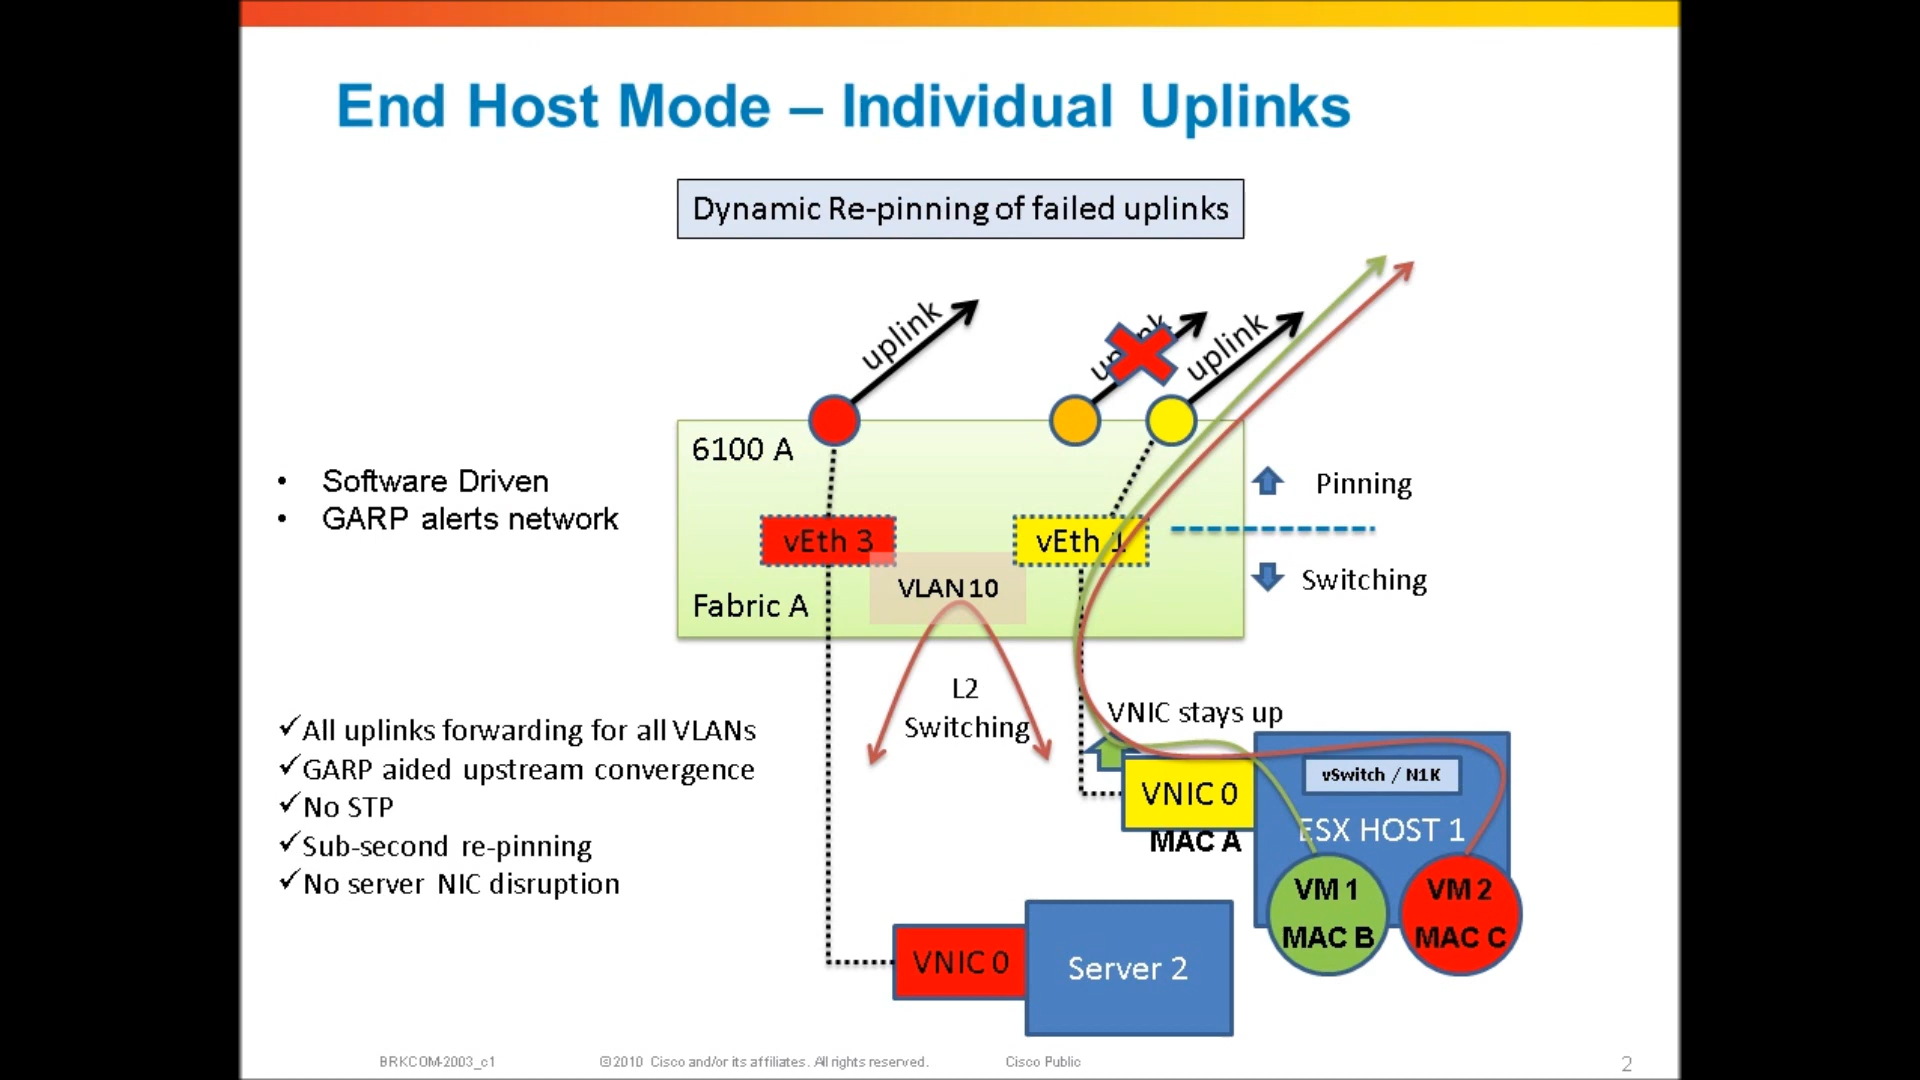 End Host Mode – Individual Uplinks
Dynamic Re-pinning of failed uplinks
uplink
uplink
6100 A
• Software Driven
• GARP alerts network
Pinning
vEth 3
vEth 1
VLAN 10
Switching
Fabric A
L2
Switching
VNIC stays up
✓All uplinks forwarding for all VLANs
✓GARP aided upstream convergence
✓No STP
✓Sub-second re-pinning
✓No server NIC disruption
vSwitch / N1K
VNIC 0
MAC A
ESX HOST 1
VM 1
MAC B
VM 2
MAC C
VNIC 0
Server 2
BRKCOM-2003_c1
©2010 Cisco and/or its affiliates. All rights reserved.
Cisco Public
2